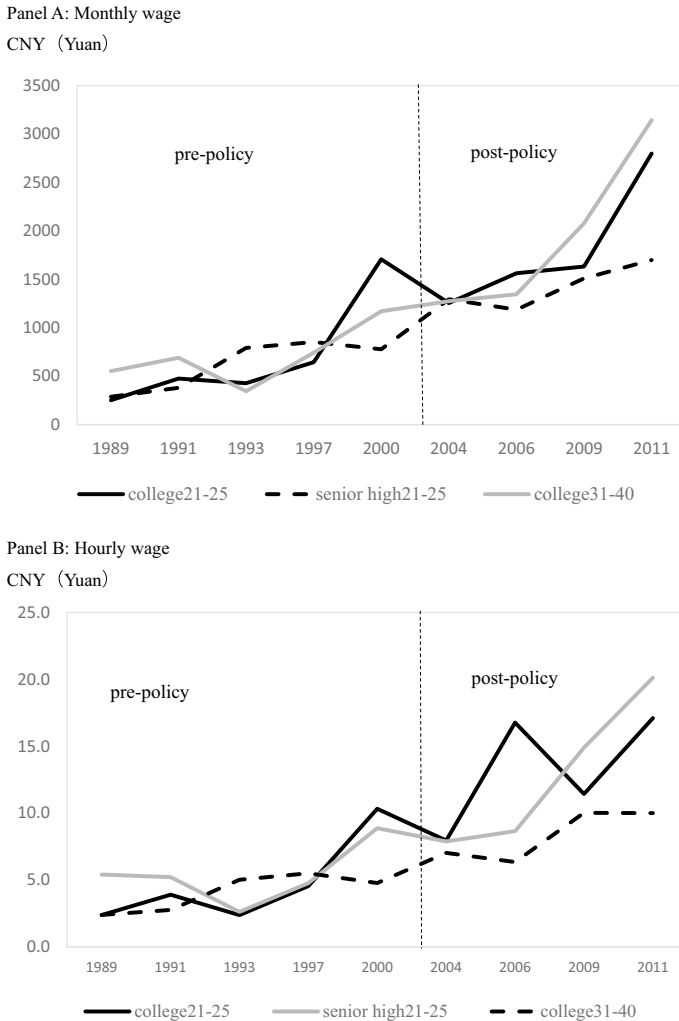 Panel A: Monthly wage
CNY（Yuan）
3500
3000
2500
2000
1500
1000
500
0
pre-policy
post-policy
1989 1991 1993 1997 2000 2004 2006 2009 2011
college21-25 senior high21-25 college31-40
Panel B: Hourly wage
CNY（Yuan）
25.0
20.0
15.0
10.0
5.0
0.0
pre-policy
post-policy
1989 1991 1993 1997 2000 2004 2006 2009 2011
college21-25 senior high21-25 college31-40